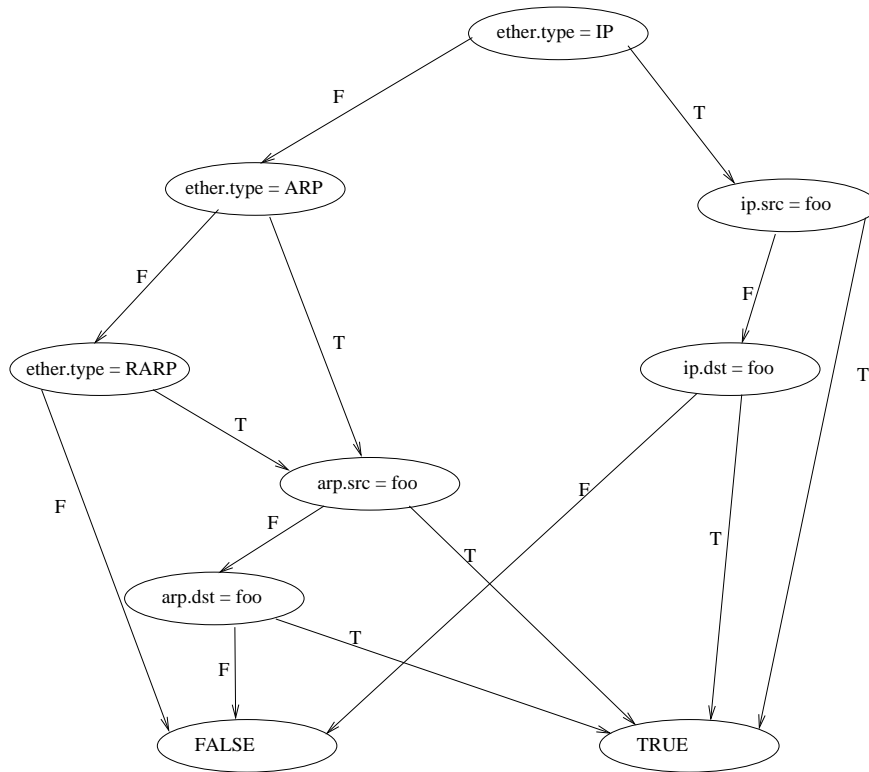 ether.type = IP
F
T
ether.type = ARP
ip.src = foo
F
F
T
ether.type = RARP
ip.dst = foo
T
T
arp.src = foo
F
F
F
T
T
arp.dst = foo
T
F
FALSE
TRUE